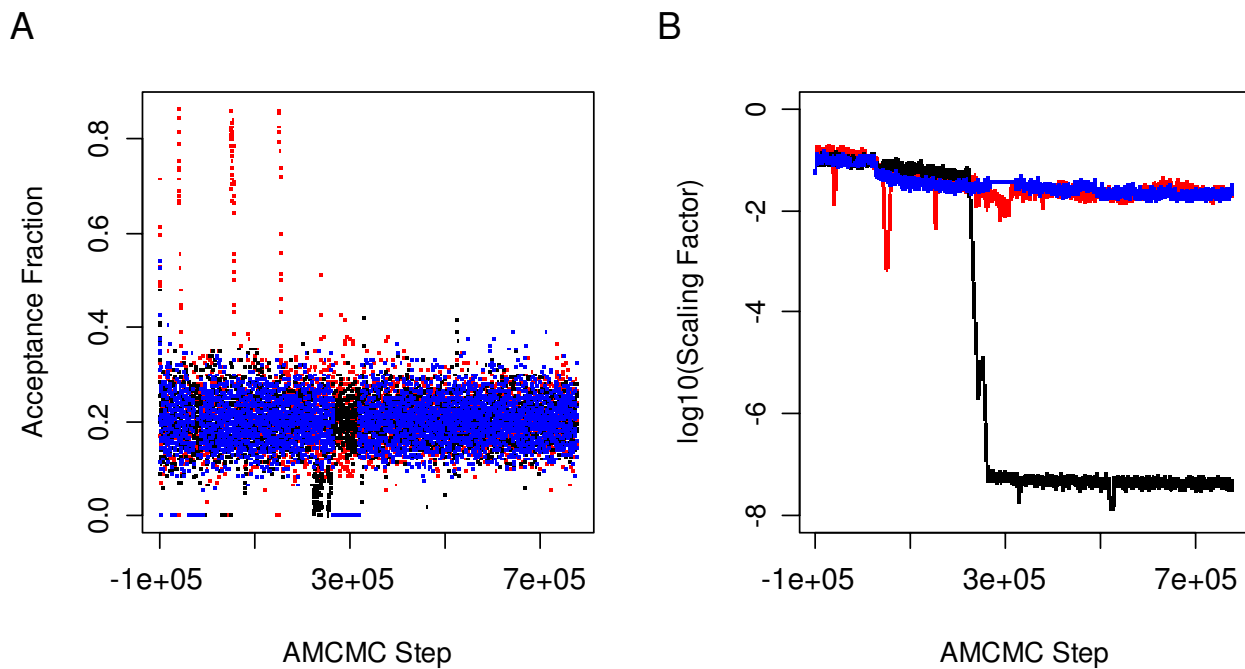 A
B
Acceptance Fraction
0.0
0.2
0.4
0.6
0.8
-1e+05
3e+05
7e+05
AMCMC Step
log10(Scaling Factor)
0
-2
-4
-6
-8
-1e+05
3e+05
7e+05
AMCMC Step